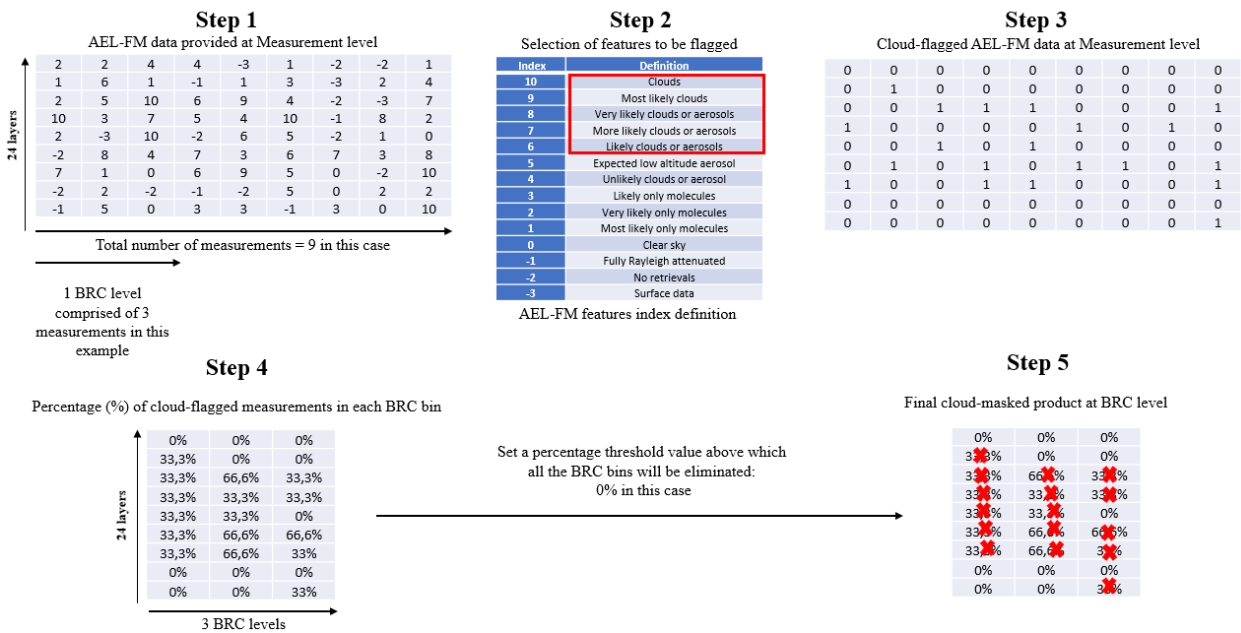 Step 1
AEL-FM data provided at Measurement level
2 2 4 4 -3 1 -2 -2 1
1 6 1 -1 1 3 -3 2 4
2 5 10 6 9 4 -2 -3 7
10 3 7 5 4 10 -1 8 2
2 -3 10 -2 6 5 -2 1 0
-2 8 4 7 3 6 7 3 8
7 1 0 6 9 5 0 -2 10
-2 2 -2 -1 -2 5 0 2 2
-1 5 0 3 3 -1 3 0 10
24 layers
Total number of measurements = 9 in this case
1 BRC level
comprised of 3
measurements in this
example
Step 2
Selection of features to be flagged
Index Definition
10 Clouds
9 Most likely clouds
8 Very likely clouds or aerosols
7 More likely clouds or aerosols
6 Likely clouds or aerosols
5 Expected low altitude aerosol
4 Unlikely clouds or aerosol
3 Likely only molecules
2 Very likely only molecules
1 Most likely only molecules
0 Clear sky
-1 Fully Rayleigh attenuated
-2 No retrievals
-3 Surface data
AEL-FM features index definition
Step 3
Cloud-flagged AEL-FM data at Measurement level
0 0 0 0 0 0 0 0 0
0 1 0 0 0 0 0 0 0
0 0 1 1 1 0 0 0 1
1 0 0 0 0 1 0 1 0
0 0 1 0 1 0 0 0 0
0 1 0 1 0 1 1 0 1
1 0 0 1 1 0 0 0 1
0 0 0 0 0 0 0 0 0
0 0 0 0 0 0 0 0 1
Step 4
Percentage (%) of cloud-flagged measurements in each BRC bin
0% 0% 0%
33,3% 0% 0%
33,3% 66,6% 33,3%
33,3% 33,3% 33,3%
33,3% 33,3% 0%
33,3% 66,6% 66,6%
33,3% 66,6% 33%
0% 0% 0%
0% 0% 33%
24 layers
3 BRC levels
Set a percentage threshold value above which
all the BRC bins will be eliminated:
0% in this case
Step 5
Final cloud-masked product at BRC level
0% 0% 0%
0% 0%
0%
0% 0% 0%
0% 0%